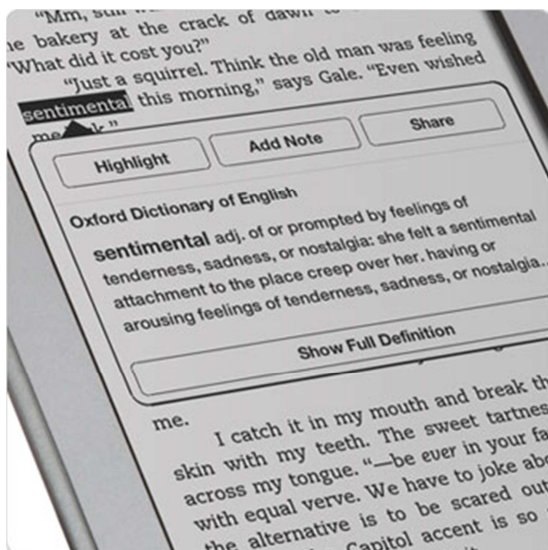 "Mm,
e bakery at the crack of dawn to
"What did it cost you?"
"Just a squirrel. Think the old man was feeling
sentimental this morning," says Gale. "Even wished
me
Highlight
Add Note
Share
Oxford Dictionary of English
sentimental adj. of or prompted by feelings of
tenderness, sadness, or nostalgia: she felt a sentimental
attachment to the place creep over her. having or
arousing feelings of tenderness, sadness, or nostalgia...
Show Full Definition
me.
I catch it in my mouth and break th
skin with my teeth. The sweet tartnes
across my tongue. "—be ever in your fa
with equal verve. We have to joke abo
the alternative is to be scared out
Capitol accent is so